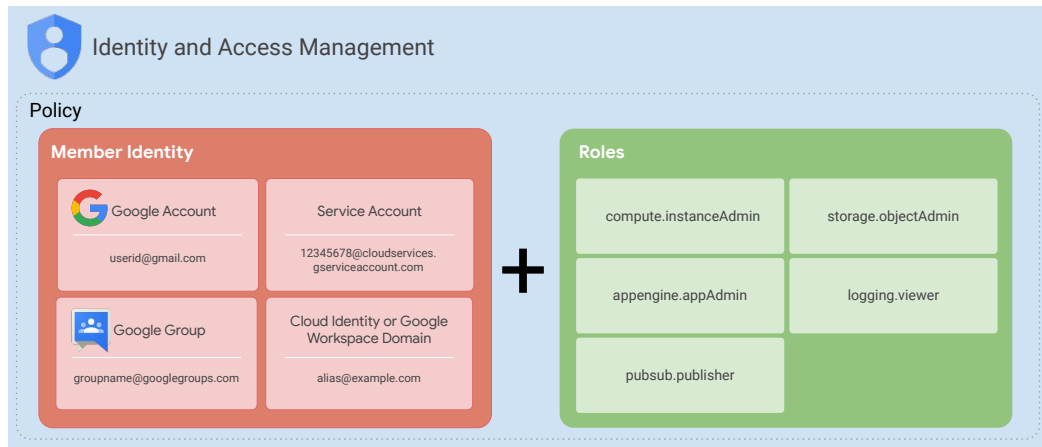 Identity and Access Management
Policy
Member Identity
Google Account
userid@gmail.com
Service Account
12345678@cloudservices.
gserviceaccount.com
Google Group
groupname@googlegroups.com
Cloud Identity or Google
Workspace Domain
alias@example.com
+
Roles
compute.instanceAdmin
storage.objectAdmin
appengine.appAdmin
logging.viewer
pubsub.publisher